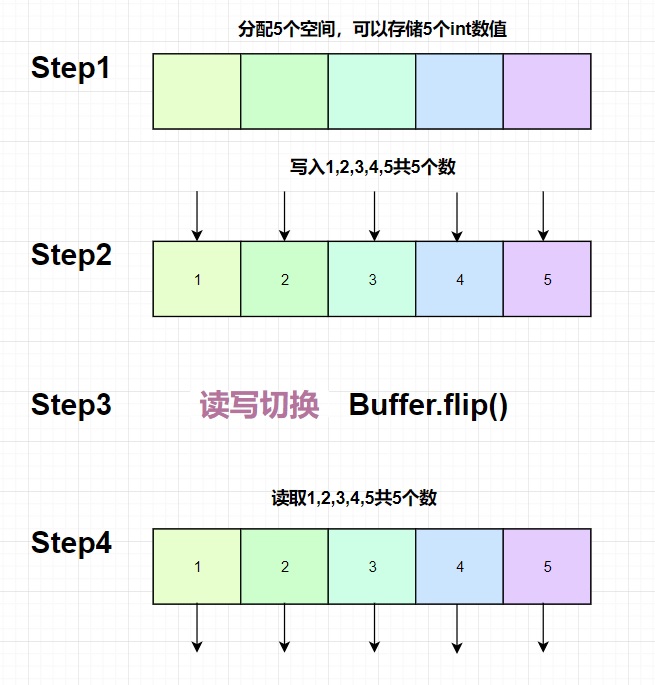 分配5个空间，可以存储5个int数值
Step1
写入1,2,3,4,5共5个数
Step2
1 2 3 4 5
Step3 读写切换 Buffer.flip()
读取1,2,3,4,5共5个数
Step4
1 2 3 4 5